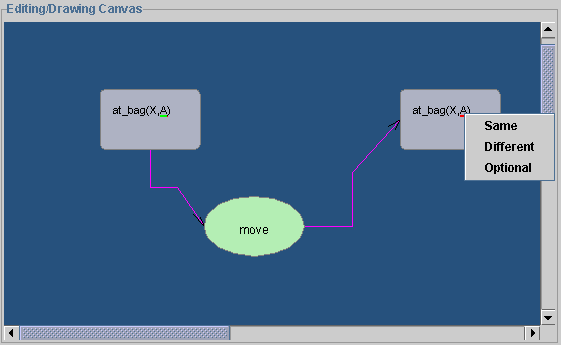 Editing/Drawing Canvas
at_bag(X,A)
at_bag(X,A)
Same
Different
Optional
move